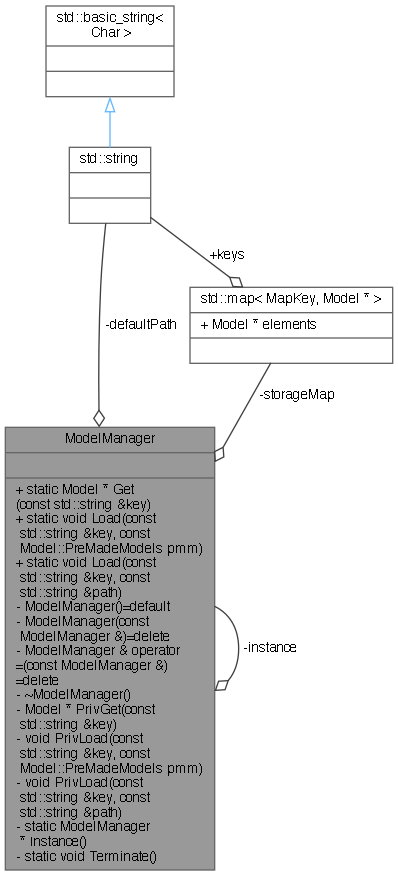 std::basic_string<
Char >
std::string
+keys
std::map< MapKey, Model * >
+ Model * elements
-defaultPath
-storageMap
ModelManager
+ static Model * Get
(const std::string &key)
+ static void Load(const
std::string &key, const
Model::PreMadeModels pmm)
+ static void Load(const
std::string &key, const
std::string &path)
- ModelManager()=default
- ModelManager(const
ModelManager &)=delete
- ModelManager & operator
=(const ModelManager &)
=delete
- ~ModelManager()
- Model * PrivGet(const
std::string &key)
- void PrivLoad(const
std::string &key, const
Model::PreMadeModels pmm)
- void PrivLoad(const
std::string &key, const
std::string &path)
- static ModelManager
* Instance()
- static void Terminate()
-instance